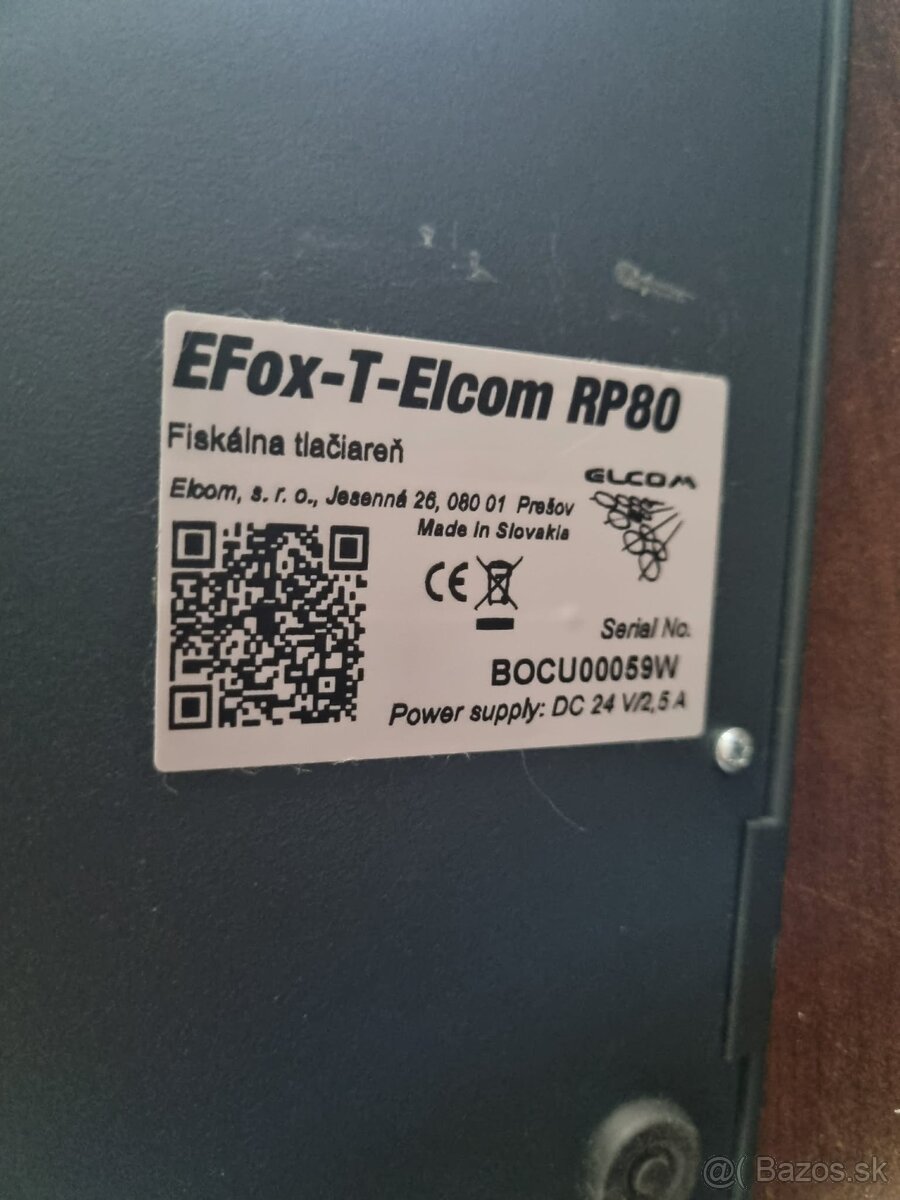 EFox-T-Elcom RP80
Fiskálna tlačiareň
ELCOM
Elcom, s. r. o., Jesenná 26, 080 01 Prešov
Made in Slovakia
CE
Serial No.
BOCU00059W
Power supply: DC 24 V/2,5 A
@( Bazos.sk